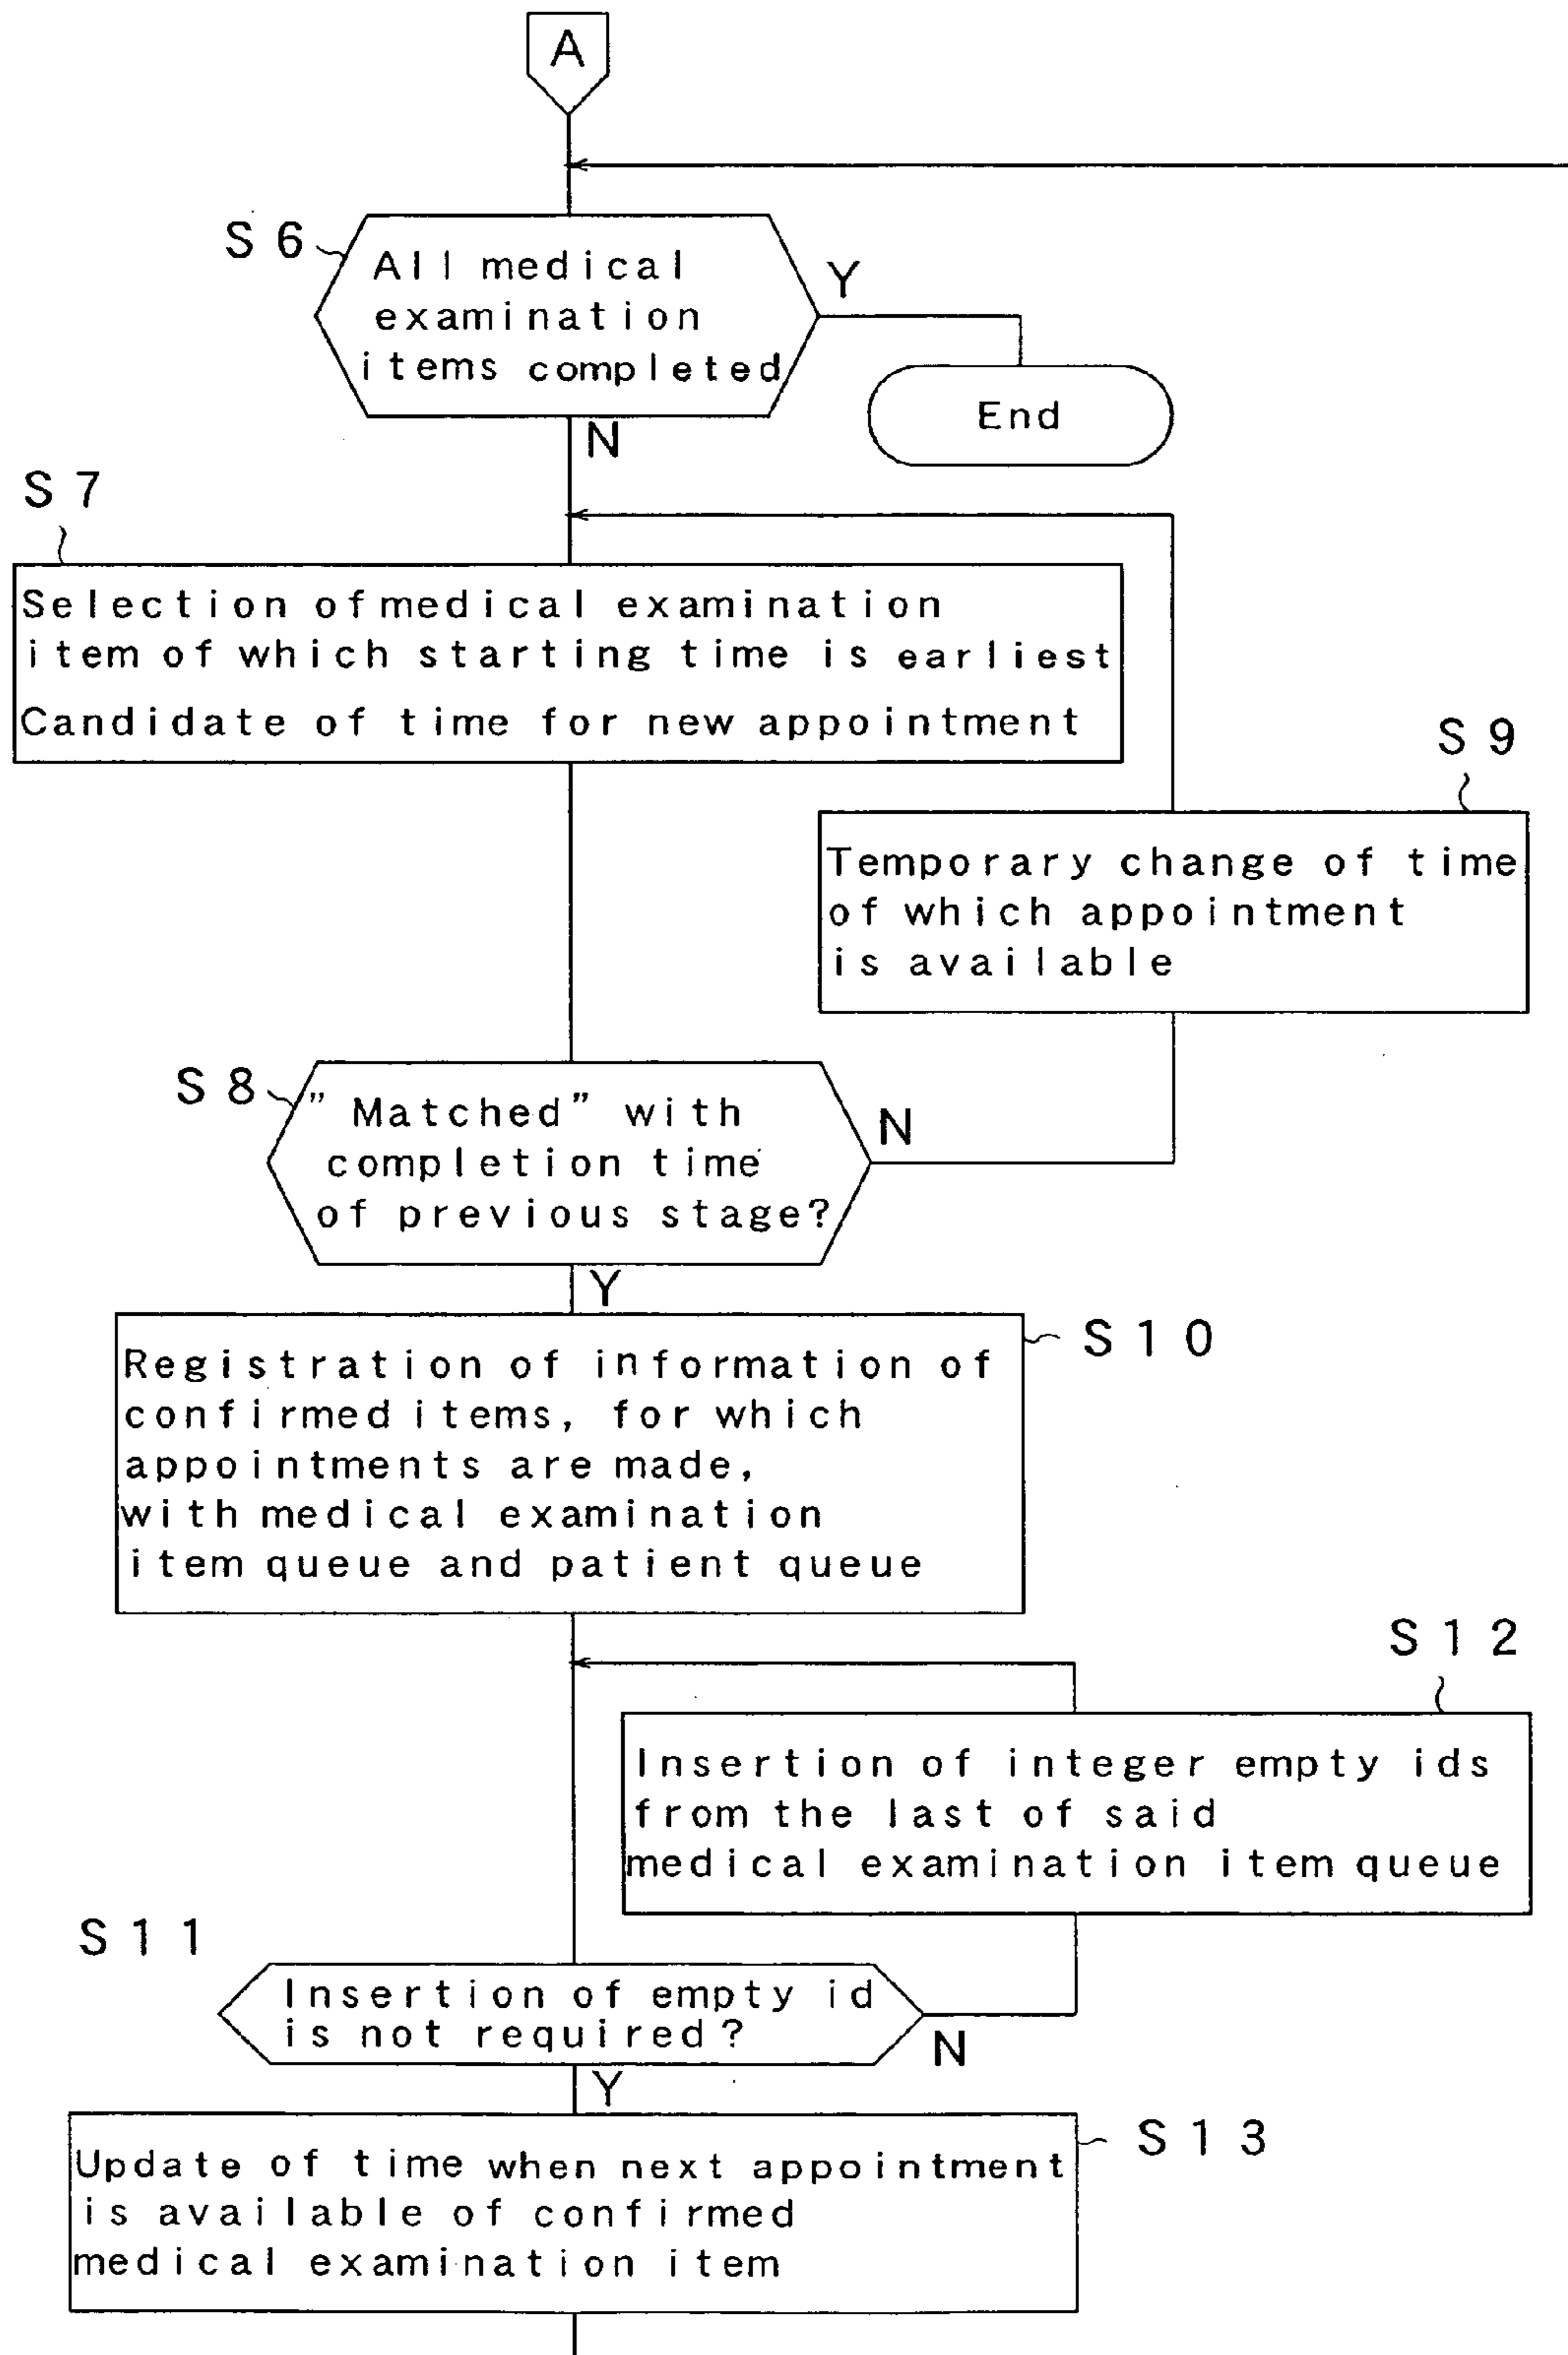 A
S6
All medical
examination
items completed
Y
End
N
S7
Selection of medical examination
item of which starting time is earliest
Candidate of time for new appointment
S9
Temporary change of time
of which appointment
is available
S8
"Matched" with
completion time
of previous stage?
N
Y
S10
Registration of information of
confirmed items, for which
appointments are made,
with medical examination
item queue and patient queue
S12
Insertion of integer empty ids
from the last of said
medical examination item queue
S11
Insertion of empty id
is not required?
N
Y
S13
Update of time when next appointment
is available of confirmed
medical examination item